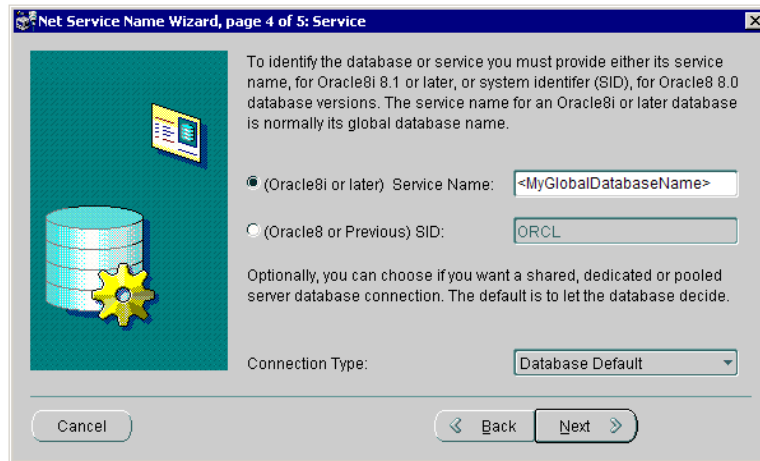 Net Service Name Wizard, page 4 of 5: Service
To identify the database or service you must provide either its service
name, for Oracle8i 8.1 or later, or system identifer (SID), for Oracle8 8.0
database versions. The service name for an Oracle8i or later database
is normally its global database name.
(Oracle8i or later) Service Name: <MyGlobalDatabaseName>
(Oracle8 or Previous) SID: ORCL
Optionally, you can choose if you want a shared, dedicated or pooled
server database connection. The default is to let the database decide.
Connection Type: Database Default
Cancel Back Next